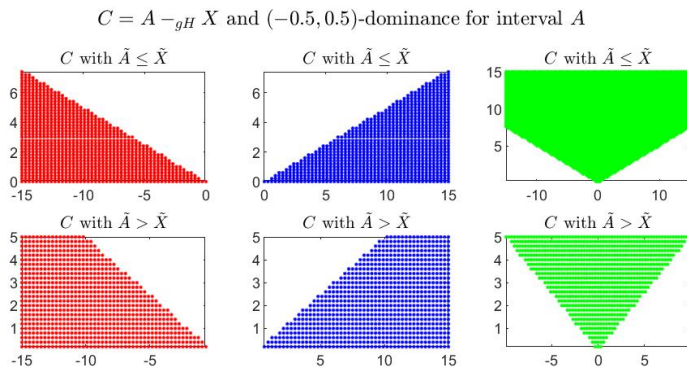 C = A −gH X and (−0.5, 0.5)-dominance for interval A
C with Ã ≤ X̃
C with Ã ≤ X̃
C with Ã ≤ X̃
6
4
2
0
-15 -10 -5 0
6
4
2
0
0 5 10 15
15
10
5
-10 0 10
C with Ã > X̃
C with Ã > X̃
C with Ã > X̃
5
4
3
2
1
-15 -10 -5
5
4
3
2
1
5 10 15
5
4
3
2
1
-5 0 5